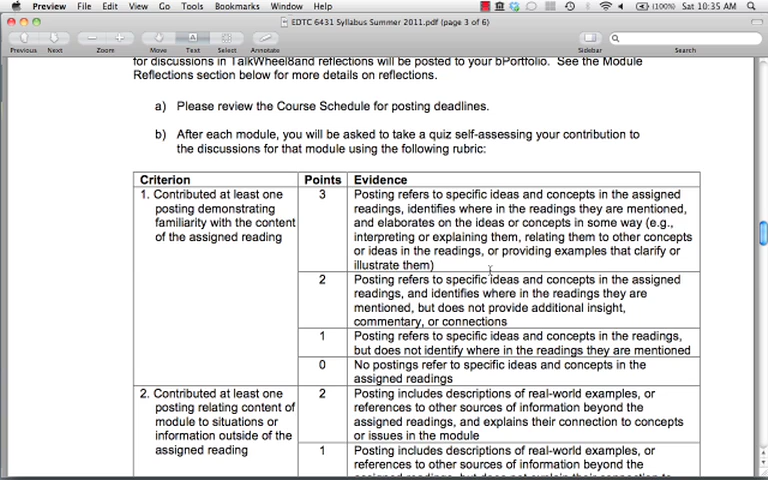 Preview File Edit View Go Tools Bookmarks Window Help (100%) Sat 10:35 AM
EDTC 6431 Syllabus Summer 2011.pdf (page 3 of 6)
Previous Next Zoom Move Text Select Annotate Sidebar Search
for discussions in TalkWheel8and reflections will be posted to your bPortfolio. See the Module
Reflections section below for more details on reflections.
a) Please review the Course Schedule for posting deadlines.
b) After each module, you will be asked to take a quiz self-assessing your contribution to
the discussions for that module using the following rubric:
Criterion Points Evidence
1. Contributed at least one
posting demonstrating
familiarity with the content
of the assigned reading
3
Posting refers to specific ideas and concepts in the assigned
readings, identifies where in the readings they are mentioned,
and elaborates on the ideas or concepts in some way (e.g.,
interpreting or explaining them, relating them to other concepts
or ideas in the readings, or providing examples that clarify or
illustrate them)
2
Posting refers to specific ideas and concepts in the assigned
readings, and identifies where in the readings they are
mentioned, but does not provide additional insight,
commentary, or connections
1
Posting refers to specific ideas and concepts in the readings,
but does not identify where in the readings they are mentioned
0
No postings refer to specific ideas and concepts in the
assigned readings
2. Contributed at least one
posting relating content of
module to situations or
information outside of the
assigned reading
2
Posting includes descriptions of real-world examples, or
references to other sources of information beyond the
assigned readings, and explains their connection to concepts
or issues in the module
1
Posting includes descriptions of real-world examples, or
references to other sources of information beyond the